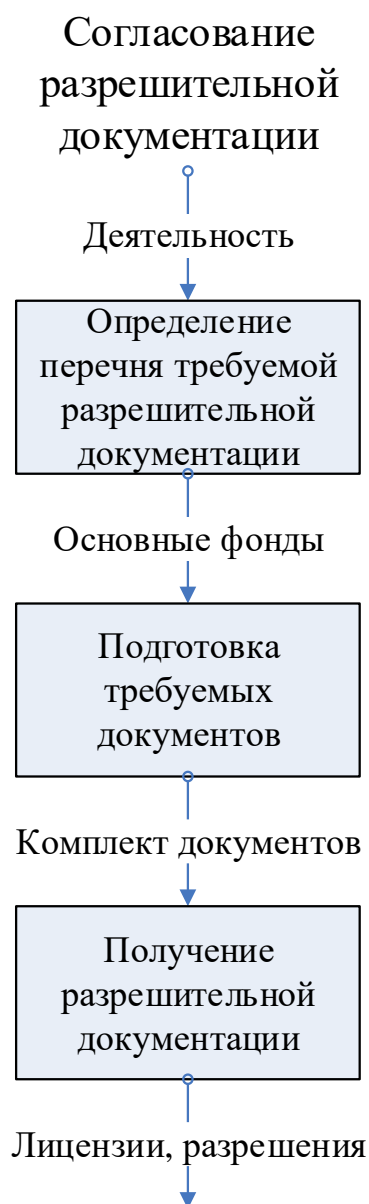 Согласование
разрешительной
документации
Деятельность
Определение
перечня требуемой
разрешительной
документации
Основные фонды
Подготовка
требуемых
документов
Комплект документов
Получение
разрешительной
документации
Лицензии, разрешения